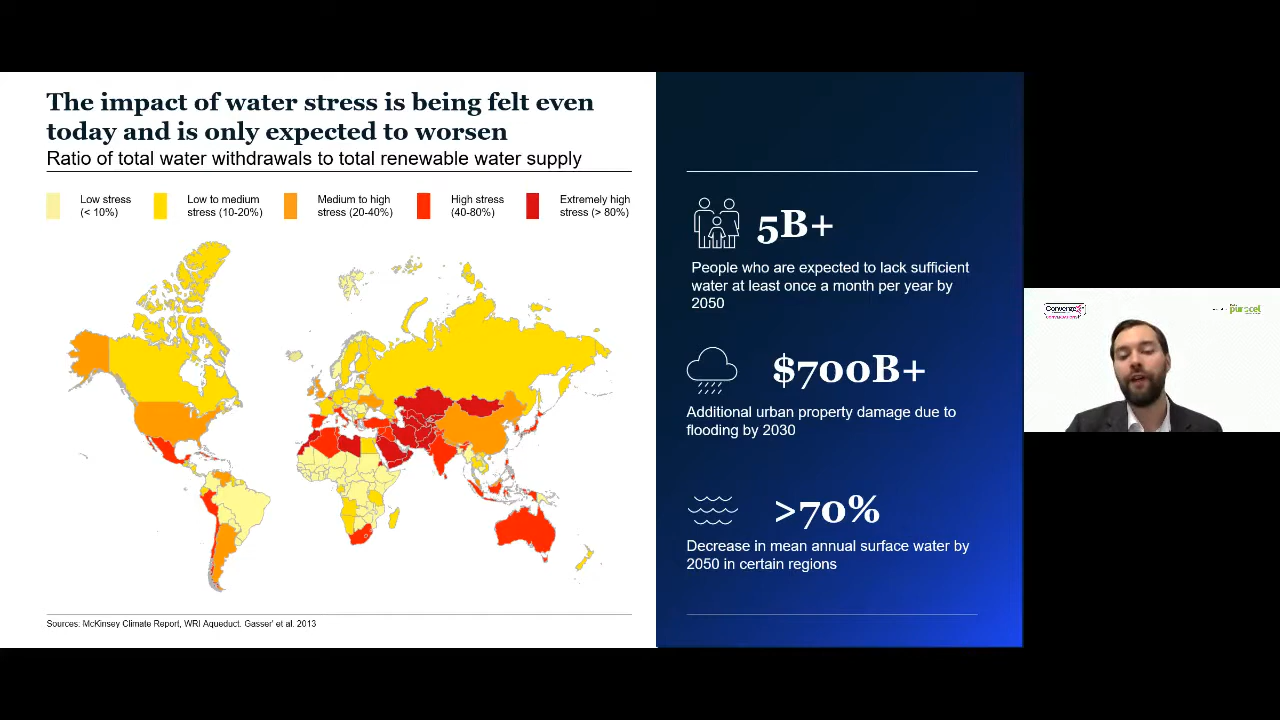 The impact of water stress is being felt even
today and is only expected to worsen
Ratio of total water withdrawals to total renewable water supply
Low stress
(< 10%)
Low to medium
stress (10-20%)
Medium to high
stress (20-40%)
High stress
(40-80%)
Extremely high
stress (> 80%)
Sources: McKinsey Climate Report, WRI Aqueduct. Gasser' et al. 2013
5B+
People who are expected to lack sufficient
water at least once a month per year by
2050
$700B+
Additional urban property damage due to
flooding by 2030
>70%
Decrease in mean annual surface water by
2050 in certain regions
Converge
puracel